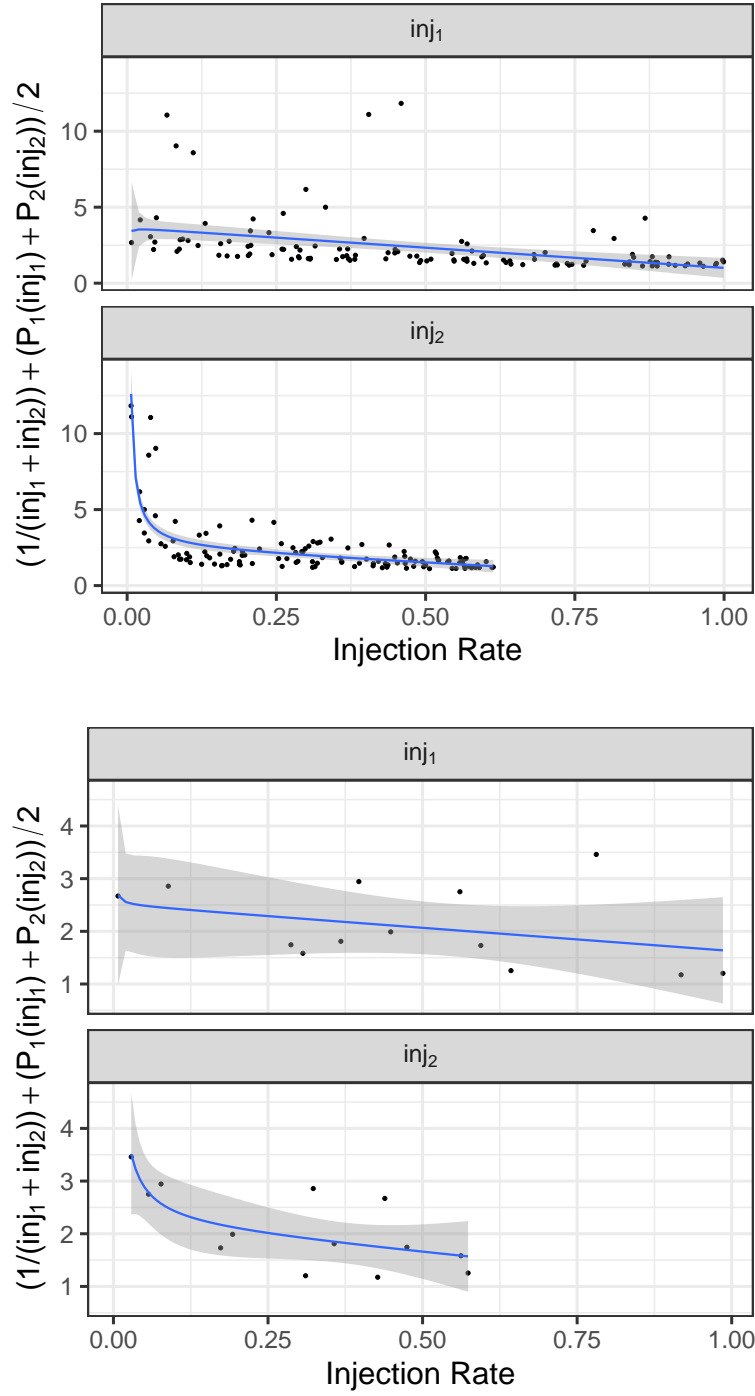 (1/(inj₁ + inj₂)) + (P₁(inj₁) + P₂(inj₂))/2
inj₁
10
5
0
inj₂
10
5
0
0.00 0.25 0.50 0.75 1.00
Injection Rate
(1/(inj₁ + inj₂)) + (P₁(inj₁) + P₂(inj₂))/2
inj₁
4
3
2
1
inj₂
4
3
2
1
0.00 0.25 0.50 0.75 1.00
Injection Rate